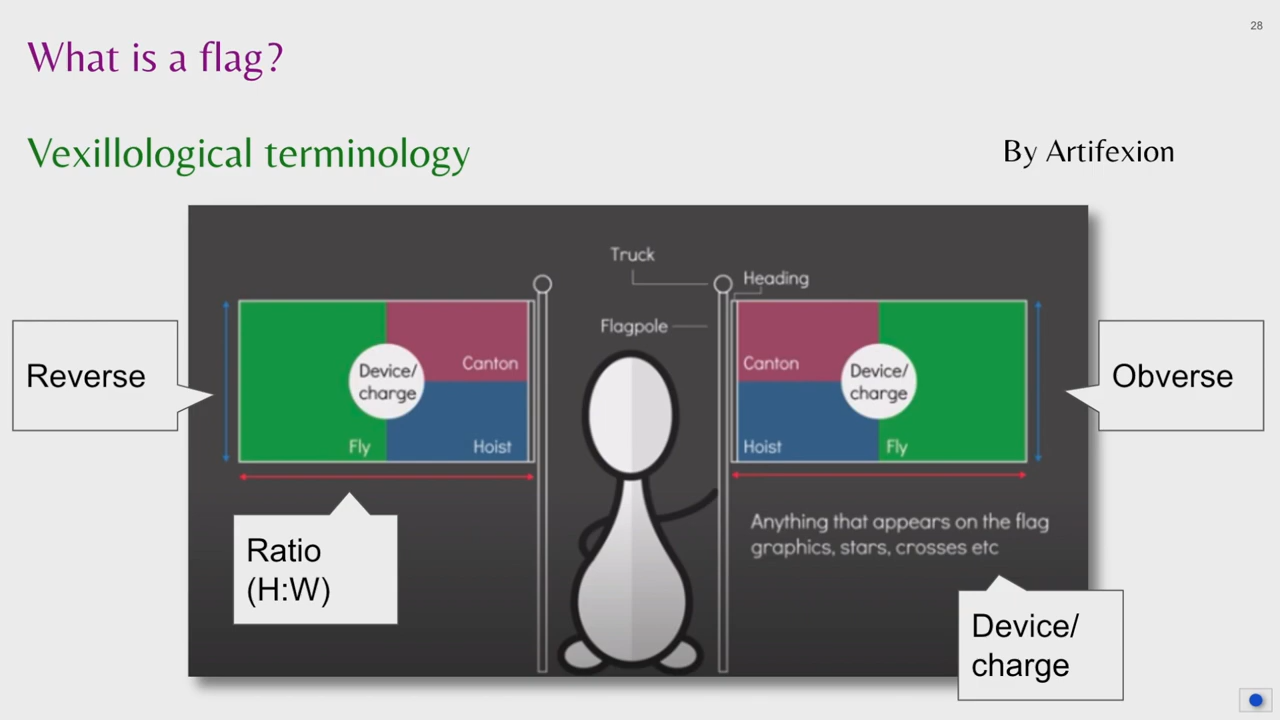 28
What is a flag?
Vexillological terminology
By Artifexion
Truck
Heading
Flagpole
Reverse
Device/
charge
Canton
Fly
Hoist
Canton
Device/
charge
Hoist
Fly
Obverse
Ratio
(H:W)
Anything that appears on the flag
graphics, stars, crosses etc
Device/
charge